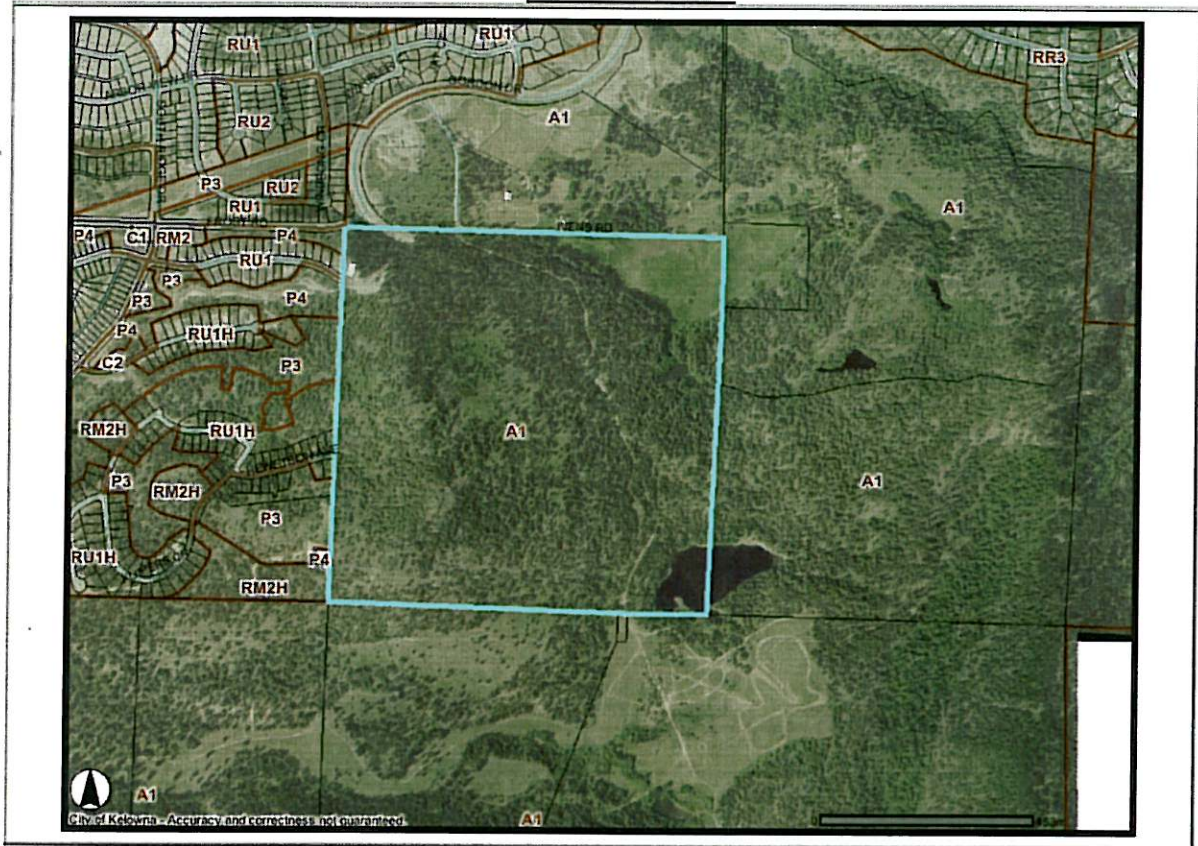 RU1
RU1
RR3
RU2
A1
P3
RU2
RU1
A1
P4
C1
RM2
P4
RU1
P3
P4
P3
P4
RU1H
C2
P3
RM2H
RU1H
A1
P3
RM2H
A1
P3
RU1H
P4
RM2H
A1
A1
City of Kelowna - Accuracy and correctness not guaranteed.